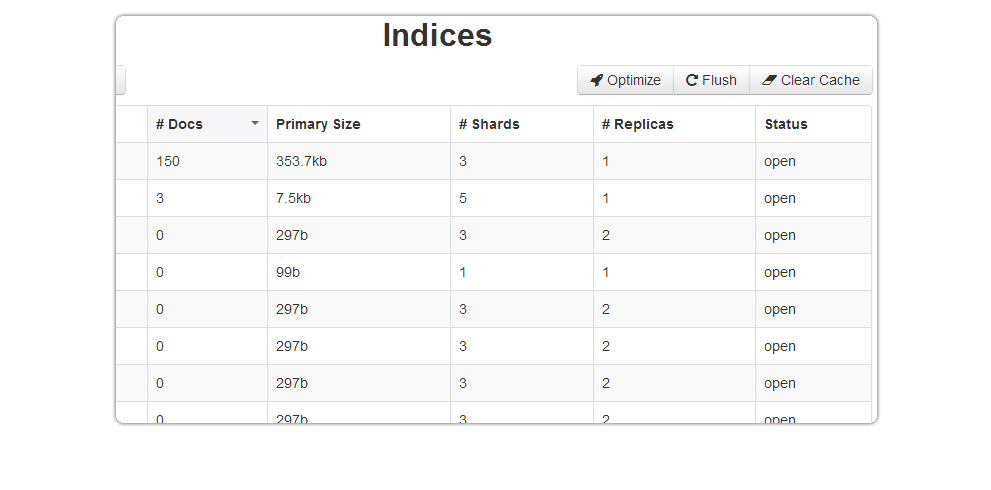 Indices
Optimize Flush Clear Cache
# Docs Primary Size # Shards # Replicas Status
150 353.7kb 3 1 open
3 7.5kb 5 1 open
0 297b 3 2 open
0 99b 1 1 open
0 297b 3 2 open
0 297b 3 2 open
0 297b 3 2 open
0 297b 3 2 open